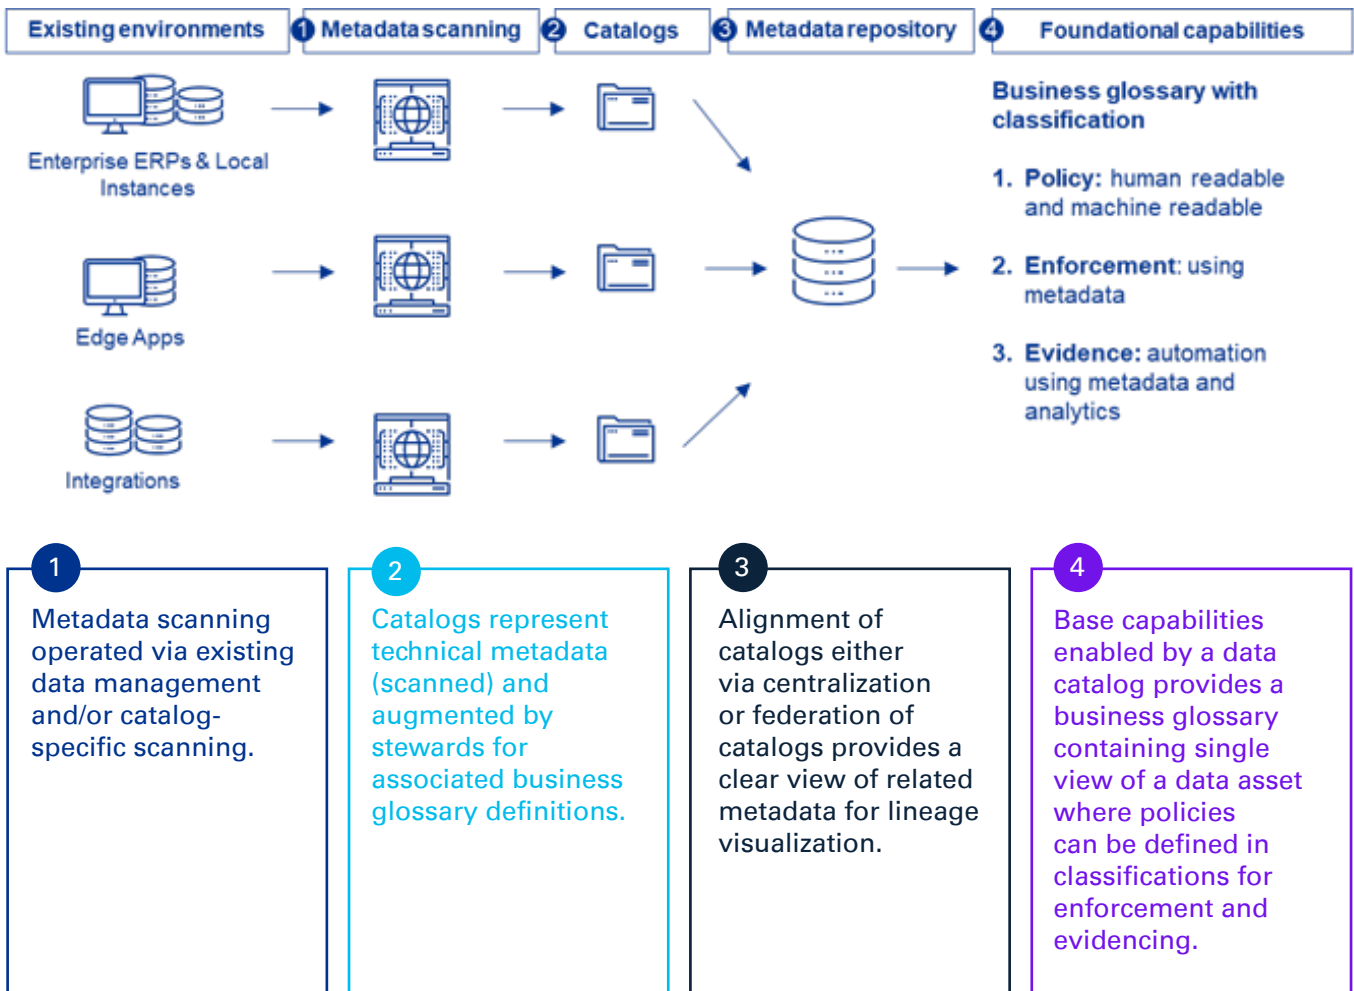 Existing environments
1 Metadata scanning
2 Catalogs
3 Metadata repository
4 Foundational capabilities
Enterprise ERPs & Local
Instances
Edge Apps
Integrations
Business glossary with
classification
1. Policy: human readable
and machine readable
2. Enforcement: using
metadata
3. Evidence: automation
using metadata and
analytics
1
Metadata scanning
operated via existing
data management
and/or catalog-
specific scanning.
2
Catalogs represent
technical metadata
(scanned) and
augmented by
stewards for
associated business
glossary definitions.
3
Alignment of
catalogs either
via centralization
or federation of
catalogs provides a
clear view of related
metadata for lineage
visualization.
4
Base capabilities
enabled by a data
catalog provides a
business glossary
containing single
view of a data asset
where policies
can be defined in
classifications for
enforcement and
evidencing.